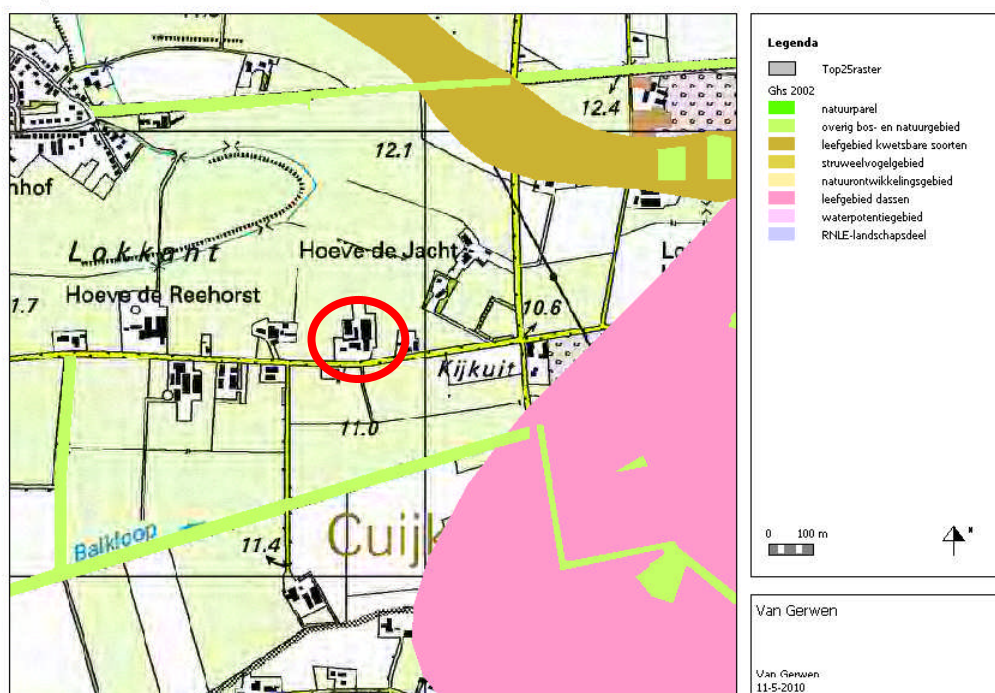 12.4
12.1
nhof
Lokkant
Hoeve de Jacht
Lo
1.7
Hoeve de Reehorst
10.6
Kijkuit
11.0
Balkloop
11.4
Cuijk
Legenda
Top25raster
Ghs 2002
natuurparel
overig bos- en natuurgebied
leefgebied kwetsbare soorten
struweelvogelgebied
natuurontwikkelingsgebied
leefgebied dassen
waterpotentiegebied
RNLE-landschapsdeel
0 100 m
N
Van Gerwen
Van Gerwen
11-5-2010